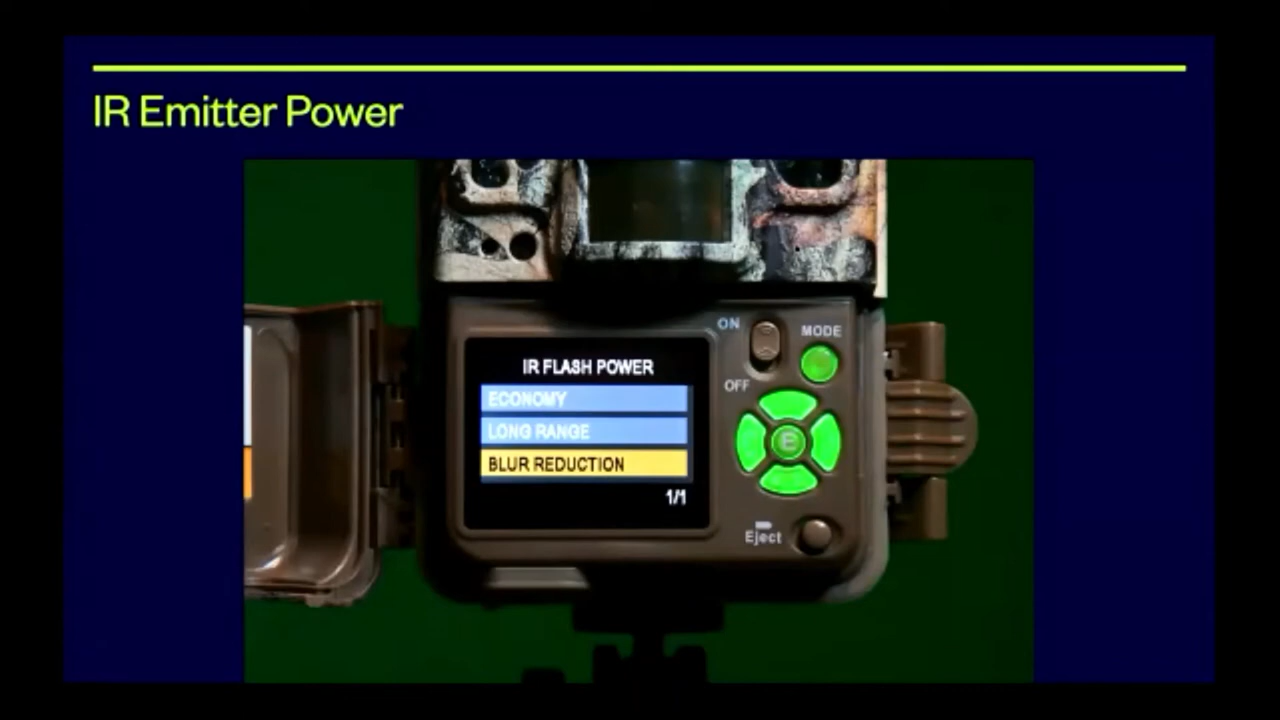 IR Emitter Power
IR FLASH POWER
ECONOMY
LONG RANGE
BLUR REDUCTION
1/1
ON
OFF
MODE
E
Eject